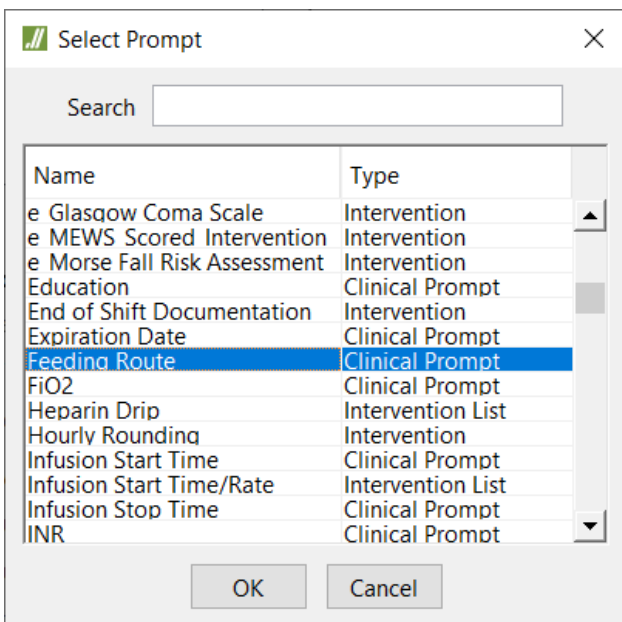 Select Prompt
Search
Name Type
e Glasgow Coma Scale Intervention
e MEWS Scored Intervention Intervention
e Morse Fall Risk Assessment Intervention
Education Clinical Prompt
End of Shift Documentation Intervention
Expiration Date Clinical Prompt
Feeding Route Clinical Prompt
FiO2 Clinical Prompt
Heparin Drip Intervention List
Hourly Rounding Intervention
Infusion Start Time Clinical Prompt
Infusion Start Time/Rate Intervention List
Infusion Stop Time Clinical Prompt
INR Clinical Prompt
OK Cancel